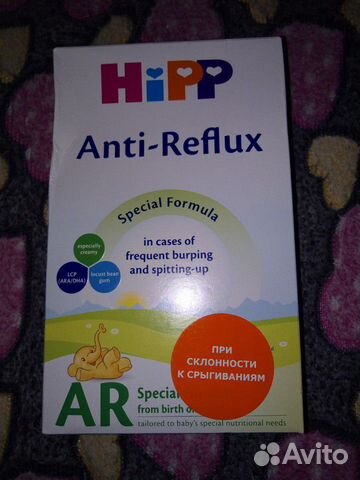 HiPP
Anti-Reflux
Special Formula
in cases of
frequent burping
and spitting-up
especially
creamy
LCP
(ARA/DHA)
locust bean
gum
ПРИ
СКЛОННОСТИ
К СРЫГИВАНИЯМ
AR
Special
from birth on
tailored to baby's special nutritional needs
Avito